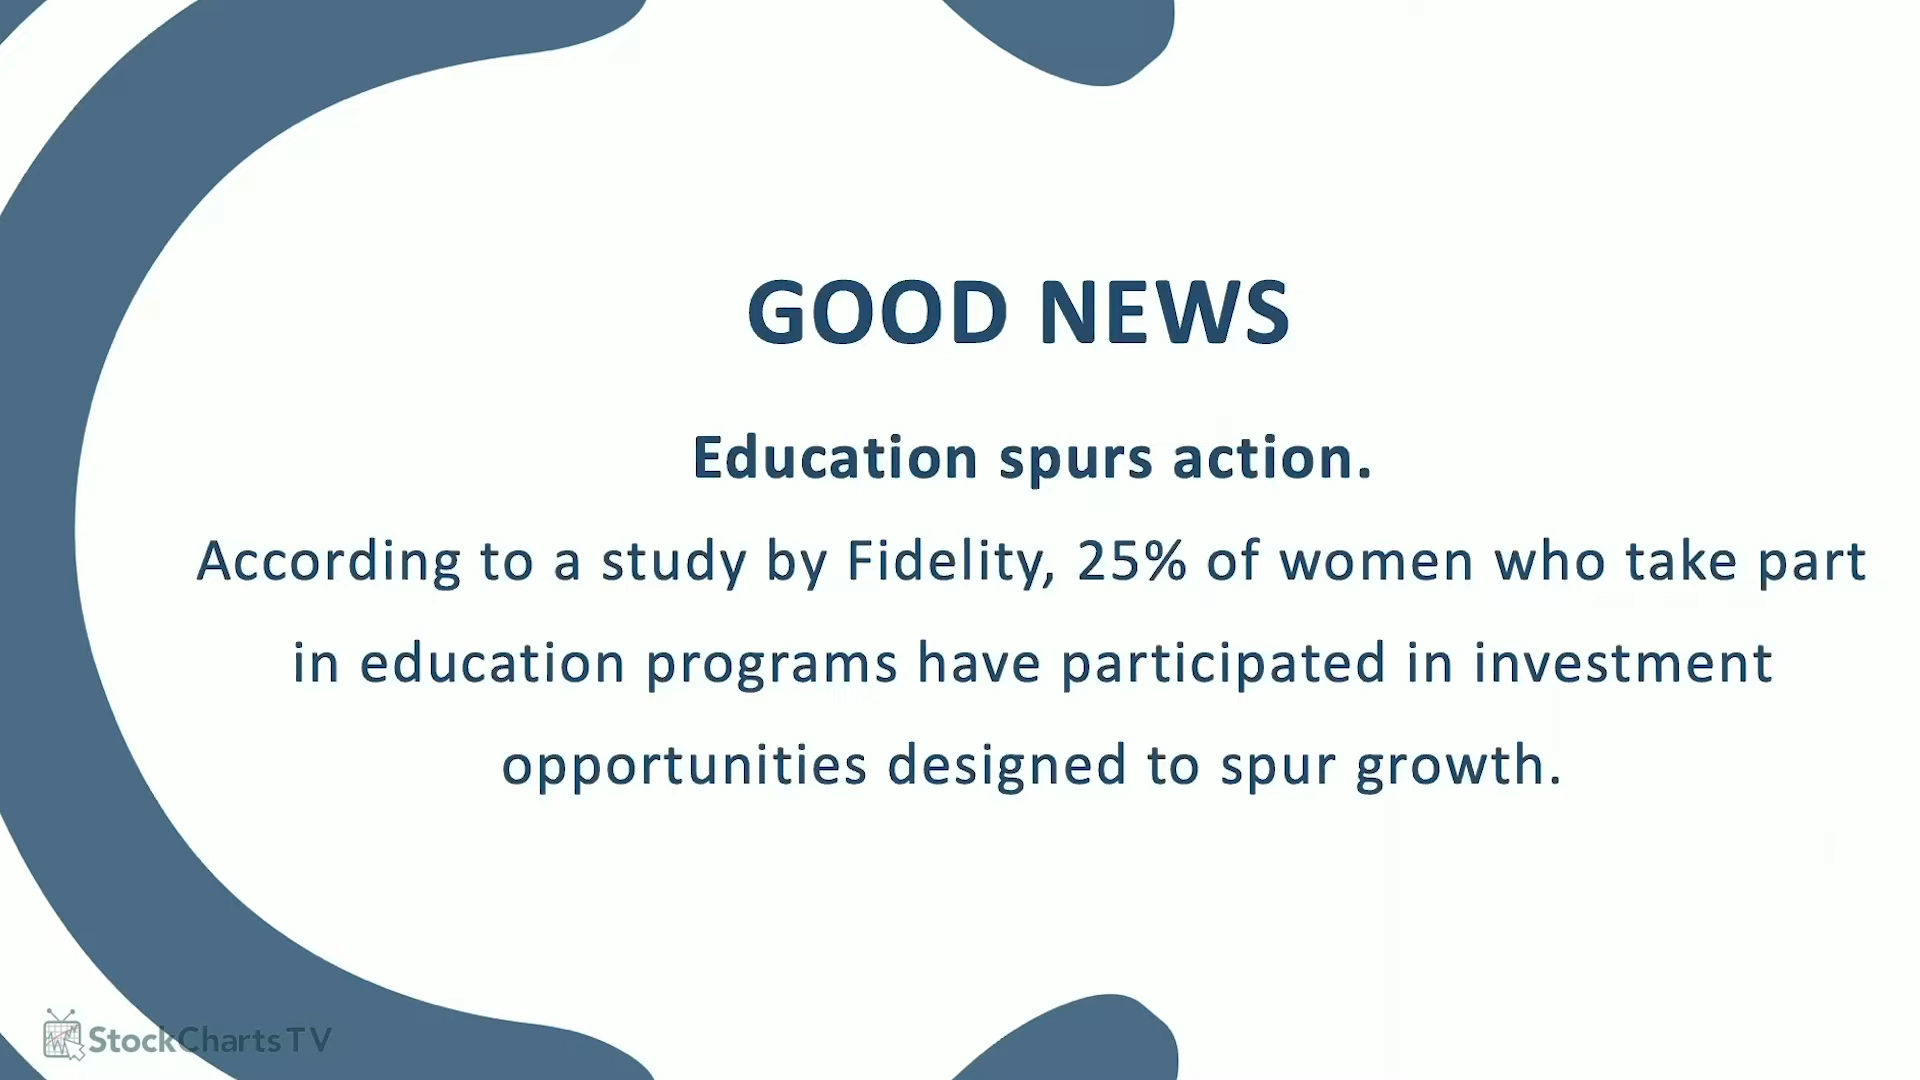 GOOD NEWS
Education spurs action.
According to a study by Fidelity, 25% of women who take part
in education programs have participated in investment
opportunities designed to spur growth.
StockChartsTV